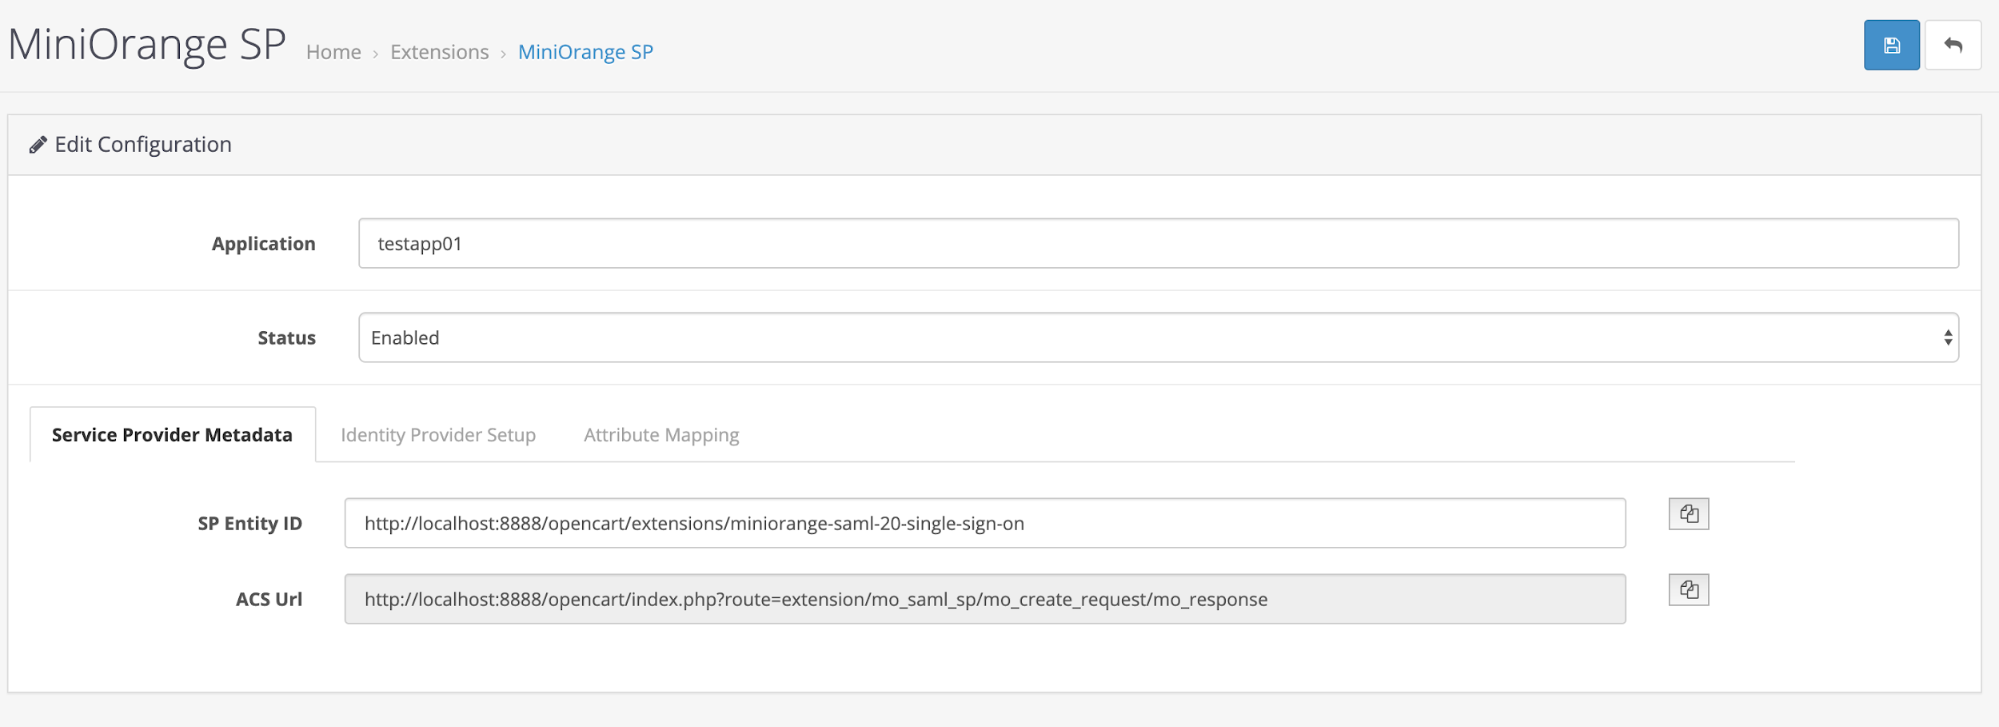 MiniOrange SP Home › Extensions › MiniOrange SP
Edit Configuration
Application testapp01
Status Enabled
Service Provider Metadata Identity Provider Setup Attribute Mapping
SP Entity ID http://localhost:8888/opencart/extensions/miniorange-saml-20-single-sign-on
ACS Url http://localhost:8888/opencart/index.php?route=extension/mo_saml_sp/mo_create_request/mo_response